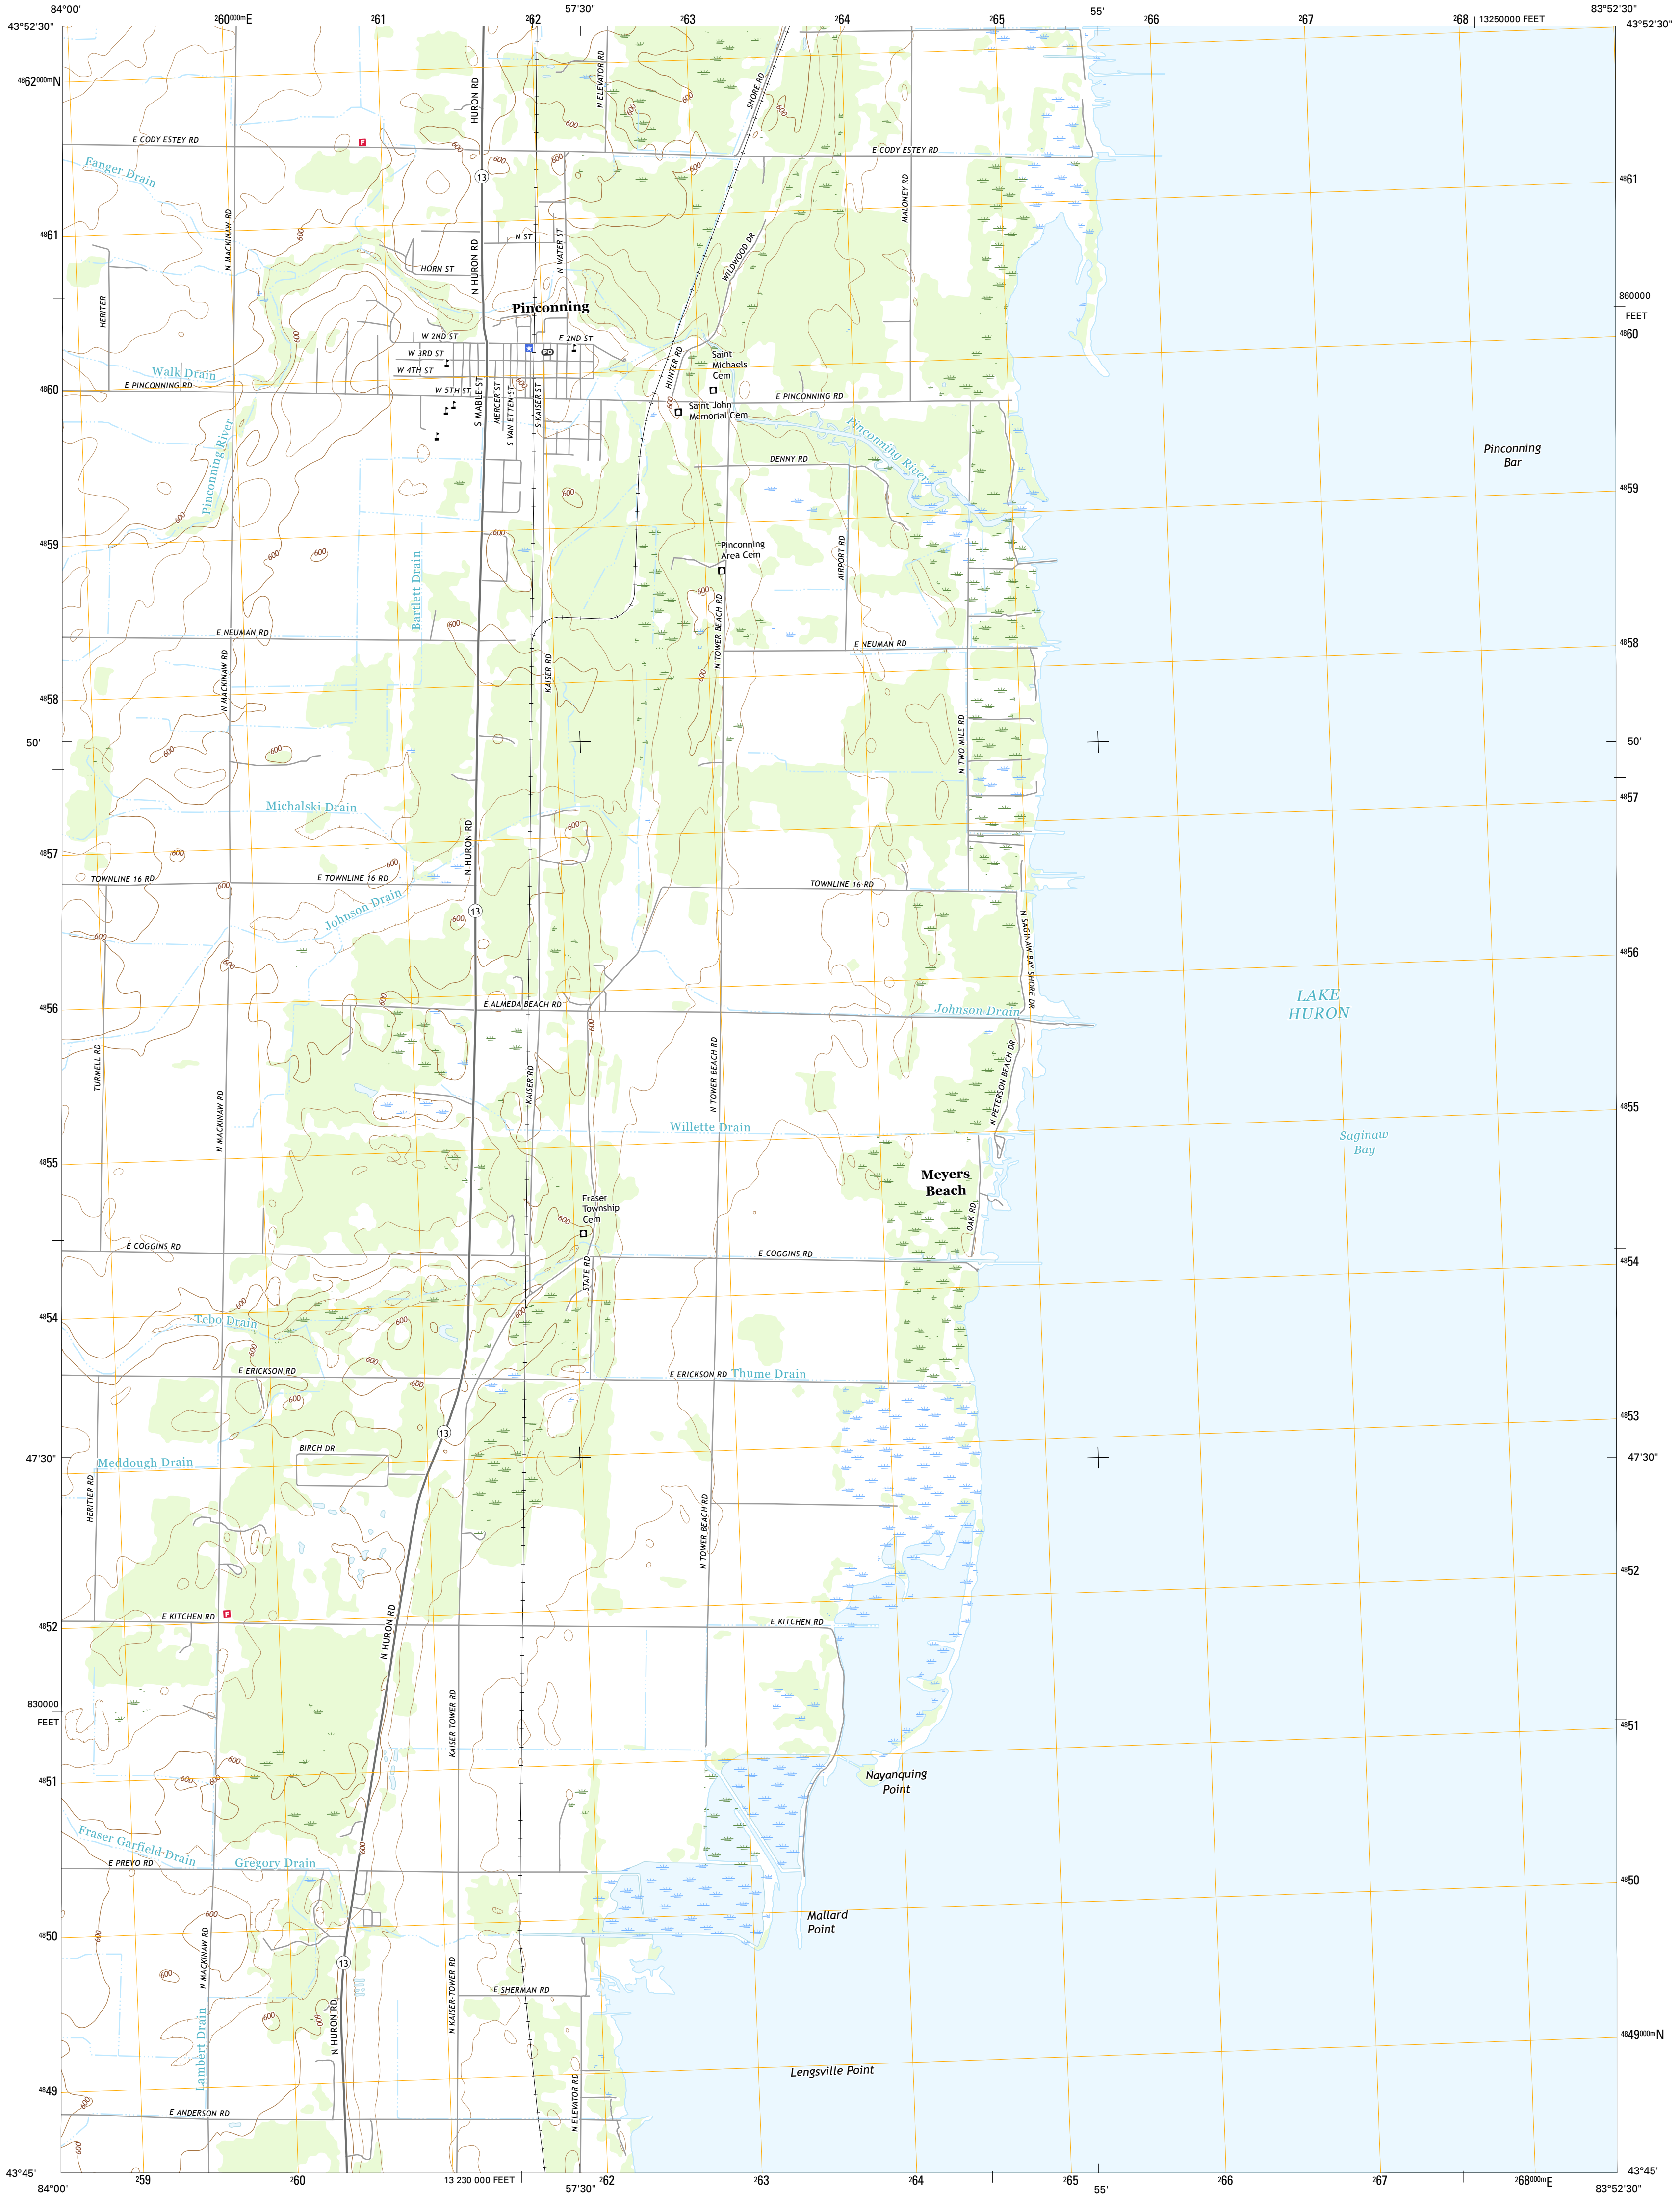 84°00'
260000mE
261
262
57'30"
263
264
265
55'
266
267
268
13250000 FEET
83°52'30"
43°52'30"
43°52'30"
4862000mN
HURON RD
N ELEVATOR RD
SHORE RD
E CODY ESTEY RD
E CODY ESTEY RD
Fanger Drain
13
MALONEY RD
4861
4861
N MACKINAW RD
N HURON RD
N ST
N WATER ST
WILDWOOD DR
HORN ST
HERITER
860000
FEET
Pinconning
4860
W 2ND ST
E 2ND ST
PO
W 3RD ST
W 4TH ST
HUNTER RD
Saint
Michaels
Cem
Walk Drain
4860
E PINCONNING RD
W 5TH ST
S MABLE ST
MERCER ST
S VAN ETTEN ST
S KAISER ST
E PINCONNING RD
Saint John
Memorial Cem
Pinconning River
Pinconning River
Pinconning
Bar
DENNY RD
4859
4859
Bartlett Drain
Pinconning
Area Cem
AIRPORT RD
N TOWER BEACH RD
E NEUMAN RD
E NEUMAN RD
4858
N MACKINAW RD
KAISER RD
4858
50'
50'
N TWO MILE RD
4857
Michalski Drain
N HURON RD
4857
TOWNLINE 16 RD
E TOWNLINE 16 RD
TOWNLINE 16 RD
Johnson Drain
13
N SAGINAW BAY SHORE DR
4856
4856
E ALMEDA BEACH RD
Johnson Drain
LAKE
HURON
TURMELL RD
N MACKINAW RD
KAISER RD
N TOWER BEACH RD
N PETERSON BEACH DR
4855
Willette Drain
Saginaw
Bay
4855
Meyers
Beach
Fraser
Township
Cem
OAK RD
E COGGINS RD
E COGGINS RD
4854
STATE RD
4854
Tebo Drain
E ERICKSON RD
E ERICKSON RD
Thume Drain
4853
13
BIRCH DR
47'30"
Meddough Drain
47'30"
HERITIER RD
N TOWER BEACH RD
4852
E KITCHEN RD
4852
N HURON RD
E KITCHEN RD
830000
FEET
KAISER TOWER RD
4851
4851
Nayanquing
Point
Fraser Garfield Drain
E PREVO RD
Gregory Drain
4850
Mallard
Point
4850
N MACKINAW RD
13
N KAISER TOWER RD
E SHERMAN RD
Lambert Drain
N HURON RD
4849000mN
Lengsville Point
4849
N ELEVATOR RD
E ANDERSON RD
43°45'
43°45'
84°00'
259
260
13 230 000 FEET
57'30"
262
263
264
265
55'
266
267
268000mE
83°52'30"